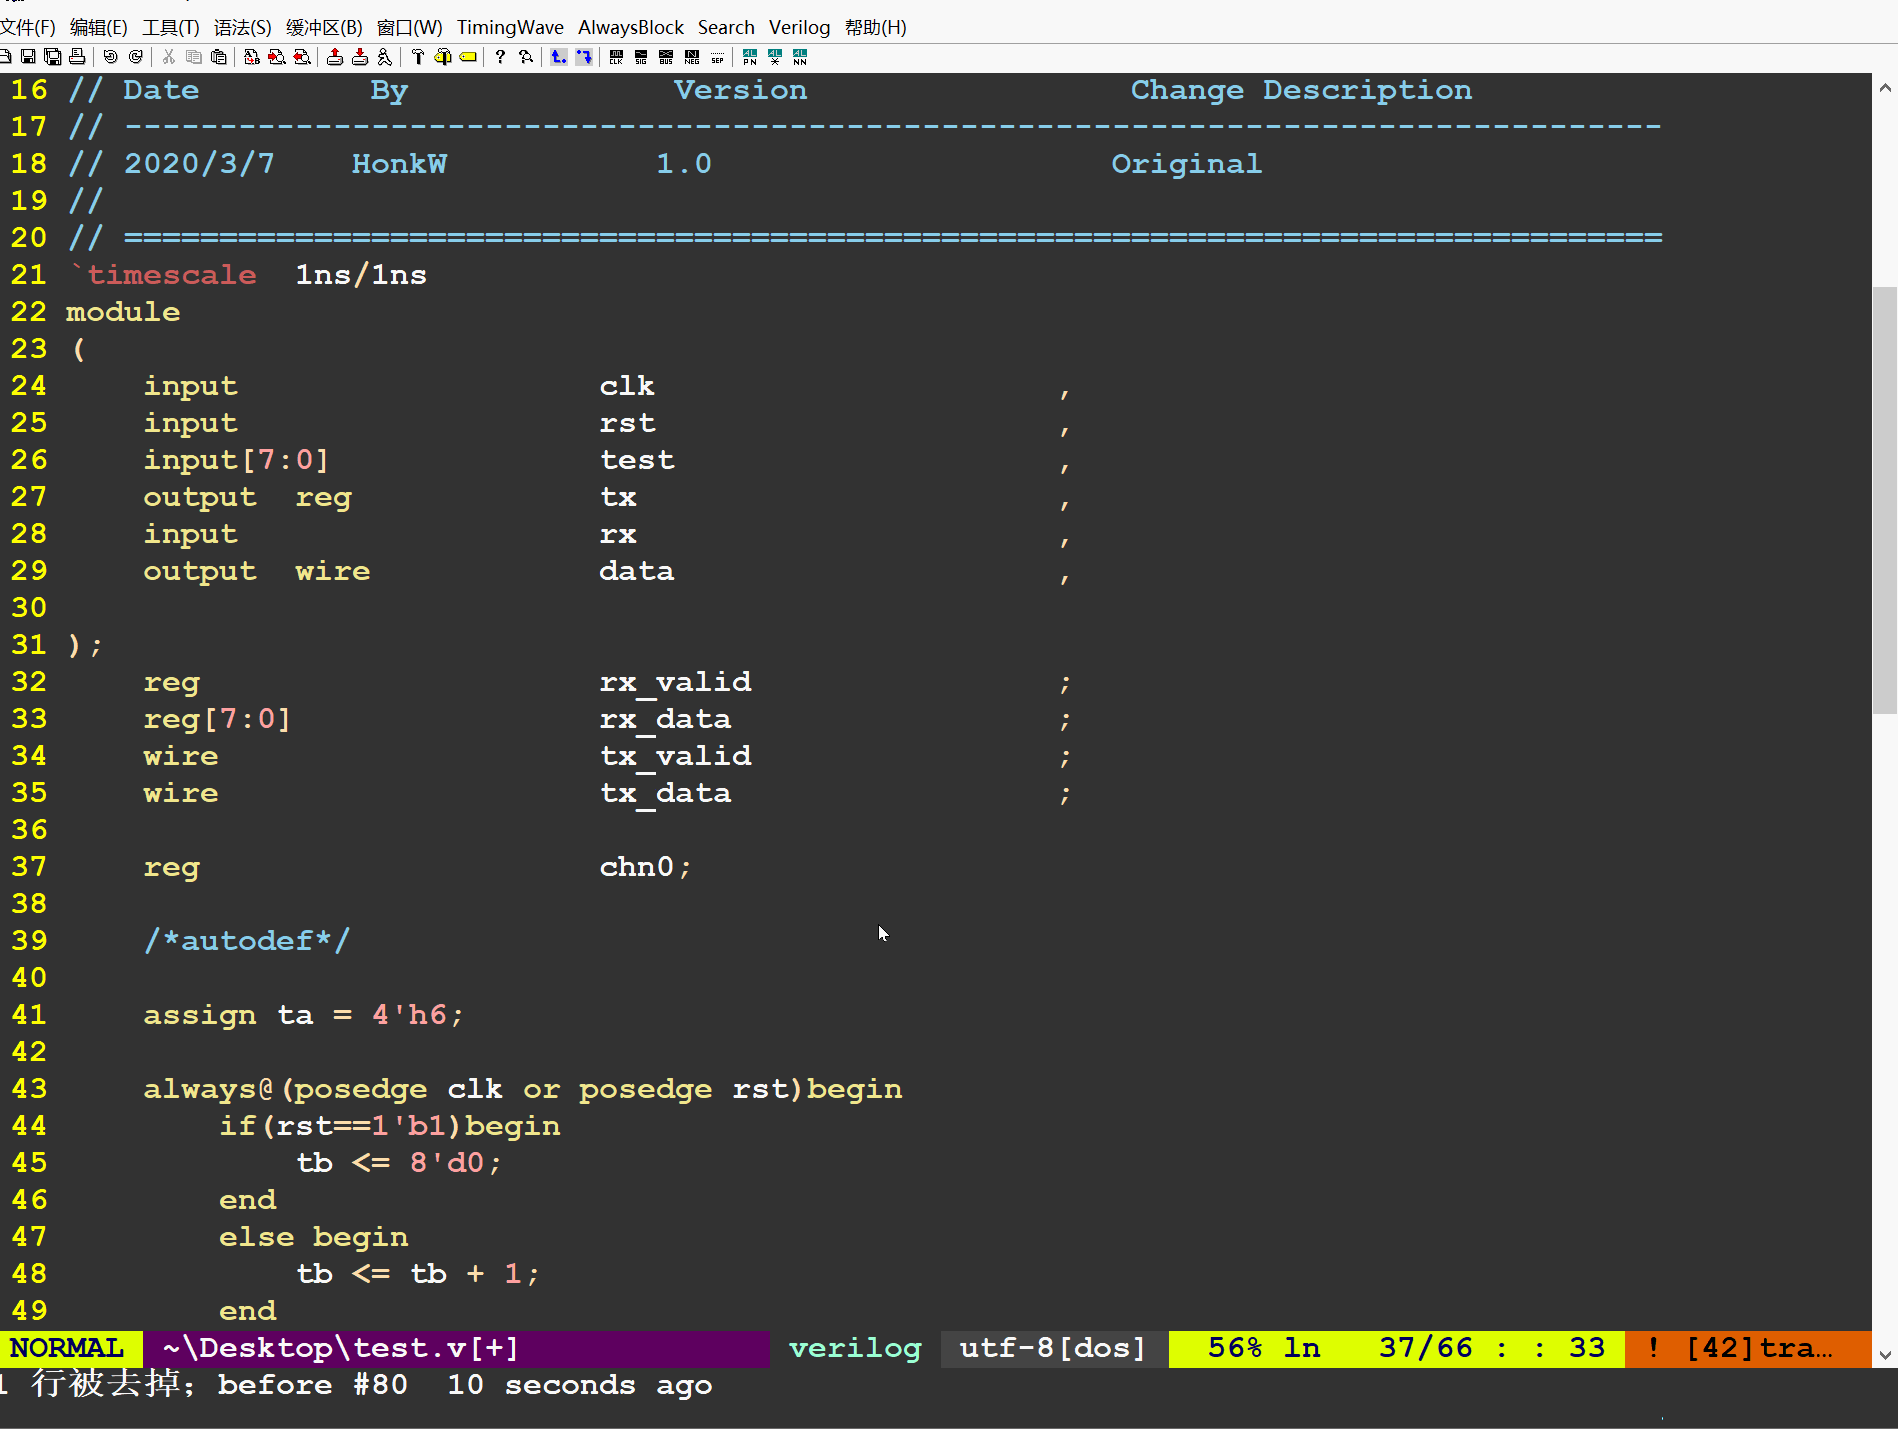 文件(F) 编辑(E) 工具(T) 语法(S) 缓冲区(B) 窗口(W) TimingWave AlwaysBlock Search Verilog 帮助(H)
16 // Date         By              Version                 Change Description
17 // ---------------------------------------------------------------------------------
18 // 2020/3/7    HonkW           1.0                     Original
19 //
20 // =================================================================================
21 `timescale  1ns/1ns
22 module
23 (
24     input                   clk                     ,
25     input                   rst                     ,
26     input[7:0]              test                    ,
27     output  reg             tx                      ,
28     input                   rx                      ,
29     output  wire            data                    ,
30
31 );
32     reg                     rx_valid                ;
33     reg[7:0]                rx_data                 ;
34     wire                    tx_valid                ;
35     wire                    tx_data                 ;
36
37     reg                     chn0;
38
39     /*autodef*/
40
41     assign ta = 4'h6;
42
43     always@(posedge clk or posedge rst)begin
44         if(rst==1'b1)begin
45             tb <= 8'd0;
46         end
47         else begin
48             tb <= tb + 1;
49         end
NORMAL ~\Desktop\test.v[+] verilog utf-8[dos] 56% ln 37/66 : : 33 ! [42]tra…
1 行被去掉；before #80  10 seconds ago